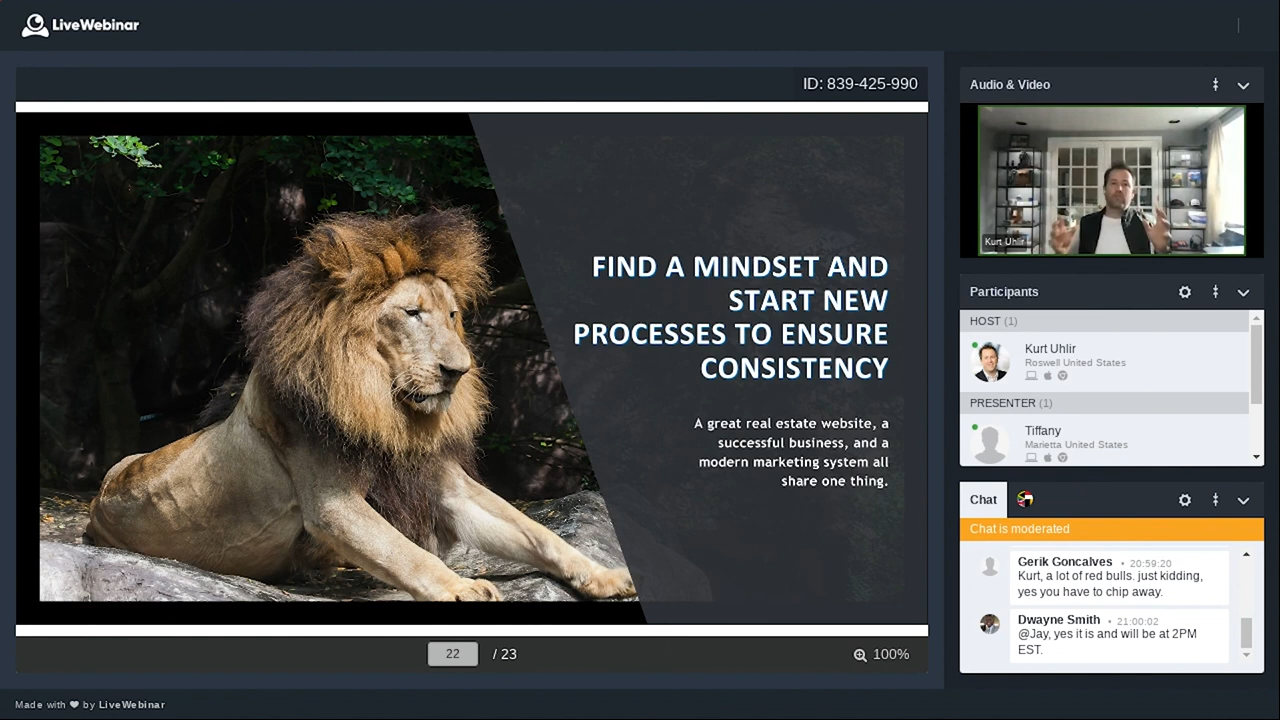 LiveWebinar
ID: 839-425-990
FIND A MINDSET AND
START NEW
PROCESSES TO ENSURE
CONSISTENCY
A great real estate website, a
successful business, and a
modern marketing system all
share one thing.
22 / 23
100%
Audio & Video
Kurt Uhlir
Participants
HOST (1)
Kurt Uhlir
Roswell United States
PRESENTER (1)
Tiffany
Marietta United States
Chat
Chat is moderated
Gerik Goncalves • 20:59:20
Kurt, a lot of red bulls. just kidding,
yes you have to chip away.
Dwayne Smith • 21:00:02
@Jay, yes it is and will be at 2PM
EST.
Made with ❤ by LiveWebinar